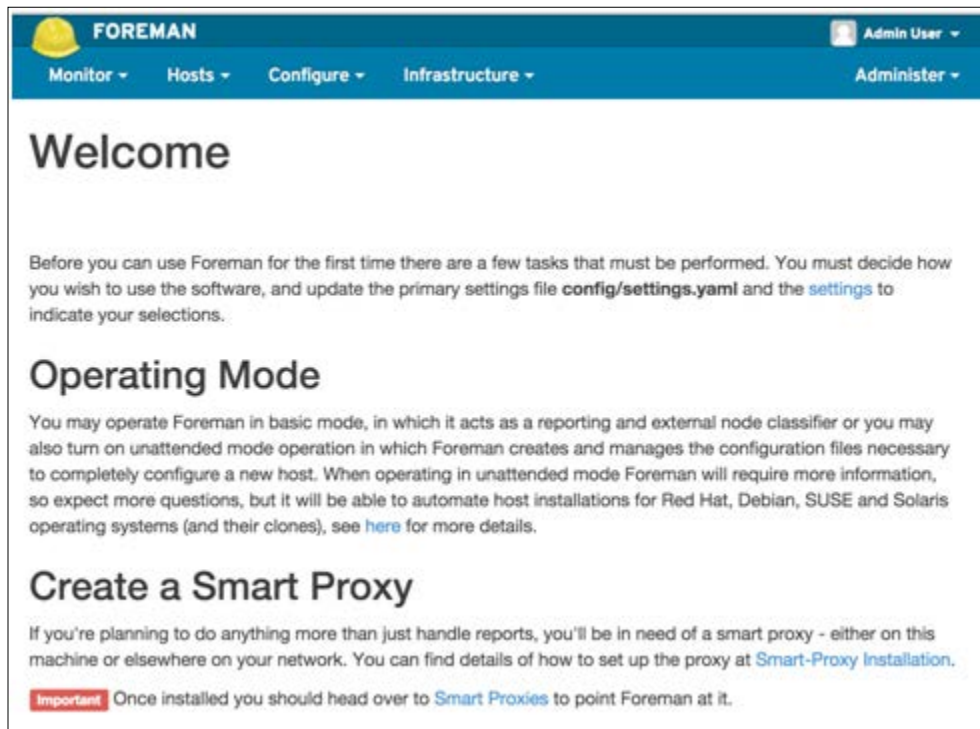 FOREMAN
Admin User
Monitor
Hosts
Configure
Infrastructure
Administer
Welcome
Before you can use Foreman for the first time there are a few tasks that must be performed. You must decide how
you wish to use the software, and update the primary settings file config/settings.yaml and the settings to
indicate your selections.
Operating Mode
You may operate Foreman in basic mode, in which it acts as a reporting and external node classifier or you may
also turn on unattended mode operation in which Foreman creates and manages the configuration files necessary
to completely configure a new host. When operating in unattended mode Foreman will require more information,
so expect more questions, but it will be able to automate host installations for Red Hat, Debian, SUSE and Solaris
operating systems (and their clones), see here for more details.
Create a Smart Proxy
If you're planning to do anything more than just handle reports, you'll be in need of a smart proxy - either on this
machine or elsewhere on your network. You can find details of how to set up the proxy at Smart-Proxy Installation.
Important Once installed you should head over to Smart Proxies to point Foreman at it.